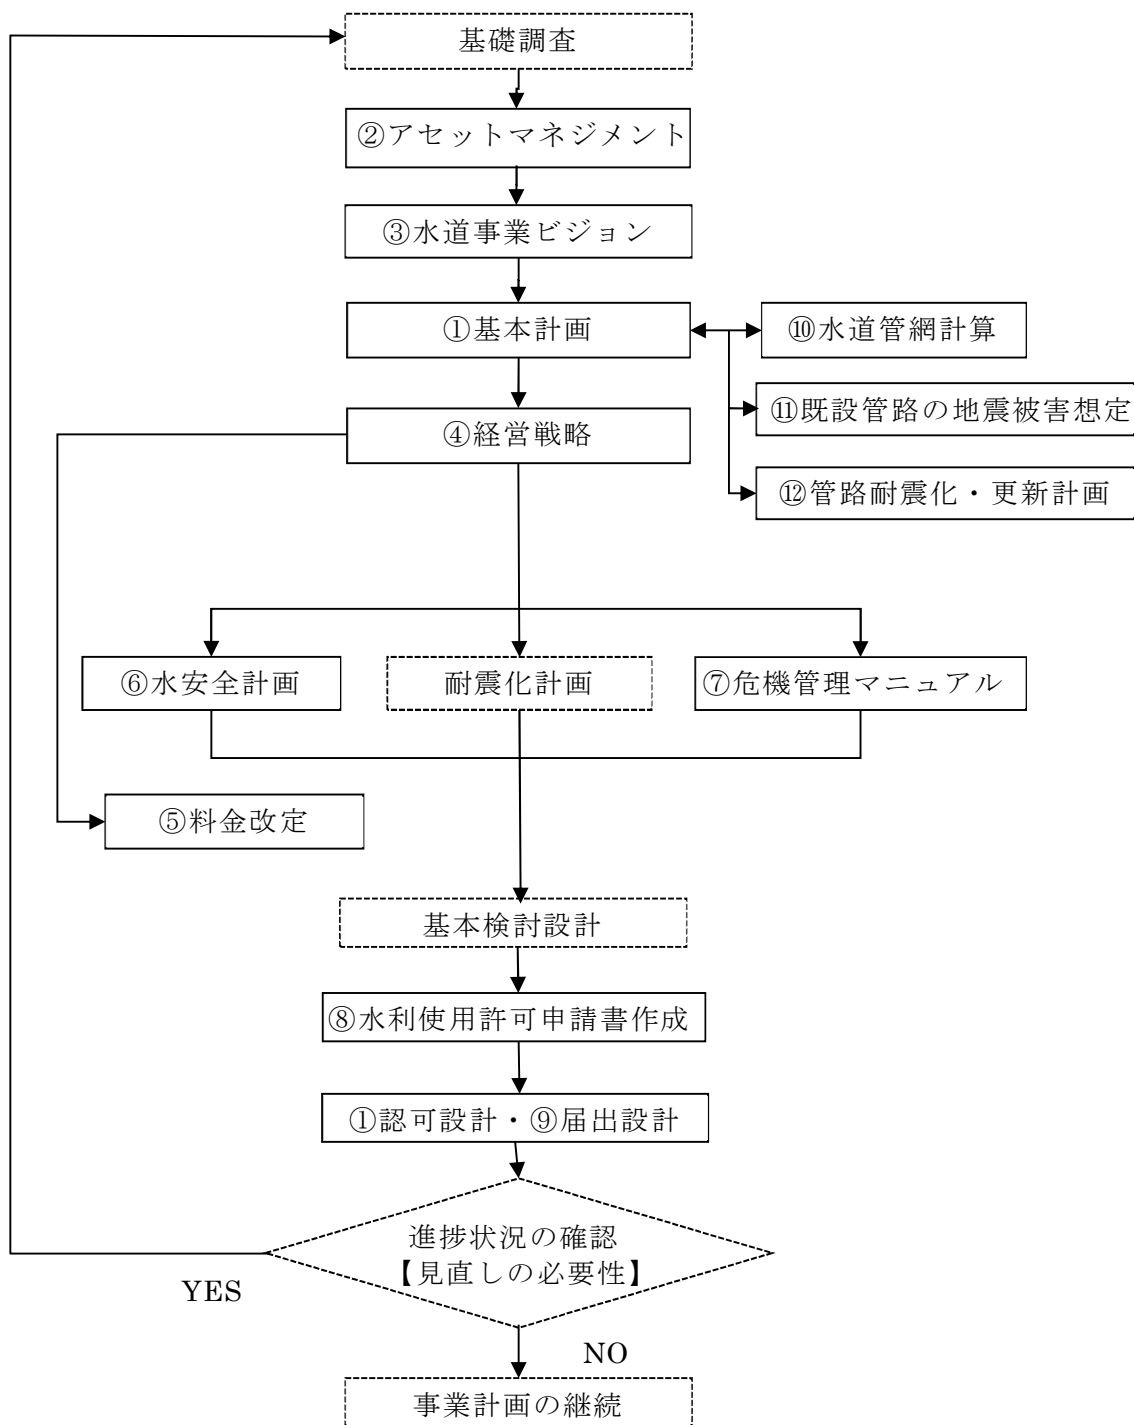 基礎調査
②アセットマネジメント
③水道事業ビジョン
①基本計画
⑩水道管網計算
⑪既設管路の地震被害想定
④経営戦略
⑫管路耐震化・更新計画
⑥水安全計画
耐震化計画
⑦危機管理マニュアル
⑤料金改定
基本検討設計
⑧水利使用許可申請書作成
①認可設計・⑨届出設計
進捗状況の確認
【見直しの必要性】
YES
NO
事業計画の継続